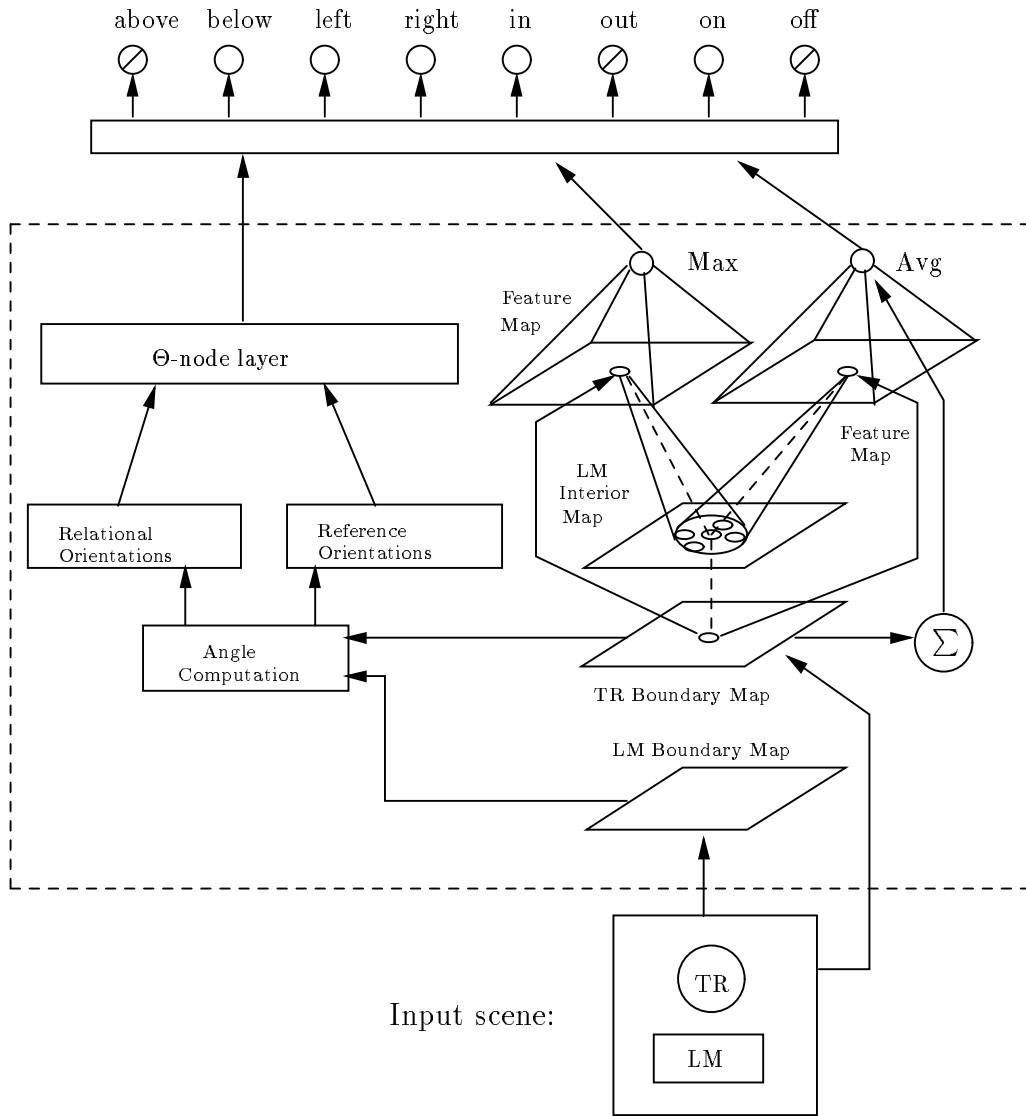 above below left right in out on off
Max
Avg
Feature
Map
Θ-node layer
Feature
Map
LM
Interior
Map
Relational
Orientations
Reference
Orientations
Angle
Computation
Σ
TR Boundary Map
LM Boundary Map
Input scene:
TR
LM